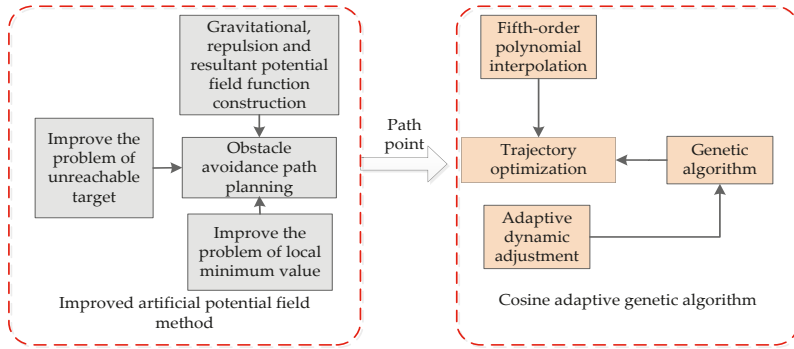 Gravitational,
repulsion and
resultant potential
field function
construction
Improve the
problem of
unreachable
target
Obstacle
avoidance path
planning
Improve the
problem of local
minimum value
Improved artificial potential field
method
Path
point
Fifth-order
polynomial
interpolation
Trajectory
optimization
Genetic
algorithm
Adaptive
dynamic
adjustment
Cosine adaptive genetic algorithm